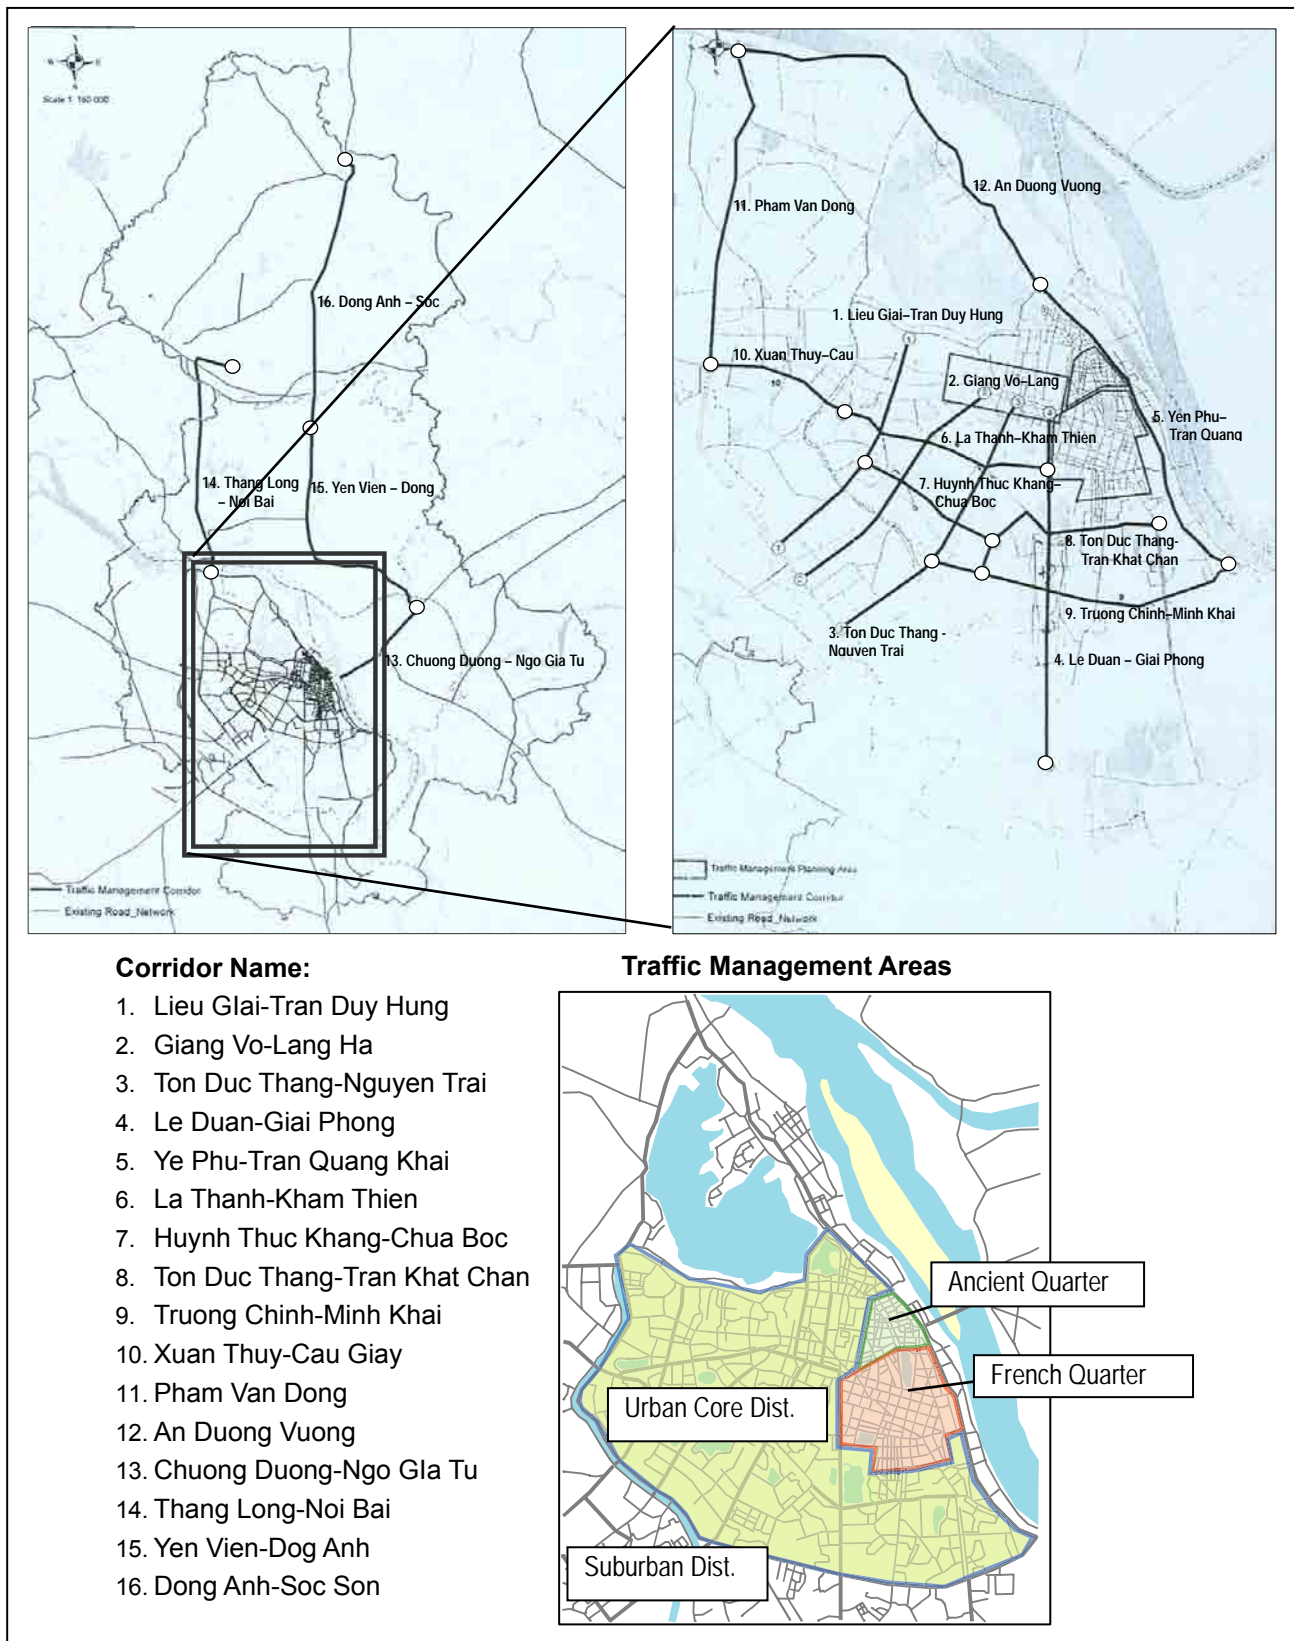 Scale 1: 160 000
16. Dong Anh – Soc
14. Thang Long
– Noi Bai
15. Yen Vien – Dong
13. Chuong Duong – Ngo Gia Tu
Traffic Management Corridor
Existing Road_Network
12. An Duong Vuong
11. Pham Van Dong
1. Lieu Giai–Tran Duy Hung
10. Xuan Thuy–Cau
10
2. Giang Vo–Lang
5. Yen Phu–
Tran Quang
6. La Thanh–Kham Thien
7. Huynh Thuc Khang–
Chua Boc
8. Ton Duc Thang-
Tran Khat Chan
9. Truong Chinh–Minh Khai
3. Ton Duc Thang -
Nguyen Trai
4. Le Duan – Giai Phong
Traffic Management Planning Area
Traffic Management Corridor
Existing Road_Network
Corridor Name:
1. Lieu GIai-Tran Duy Hung
2. Giang Vo-Lang Ha
3. Ton Duc Thang-Nguyen Trai
4. Le Duan-Giai Phong
5. Ye Phu-Tran Quang Khai
6. La Thanh-Kham Thien
7. Huynh Thuc Khang-Chua Boc
8. Ton Duc Thang-Tran Khat Chan
9. Truong Chinh-Minh Khai
10. Xuan Thuy-Cau Giay
11. Pham Van Dong
12. An Duong Vuong
13. Chuong Duong-Ngo GIa Tu
14. Thang Long-Noi Bai
15. Yen Vien-Dog Anh
16. Dong Anh-Soc Son
Traffic Management Areas
Ancient Quarter
French Quarter
Urban Core Dist.
Suburban Dist.